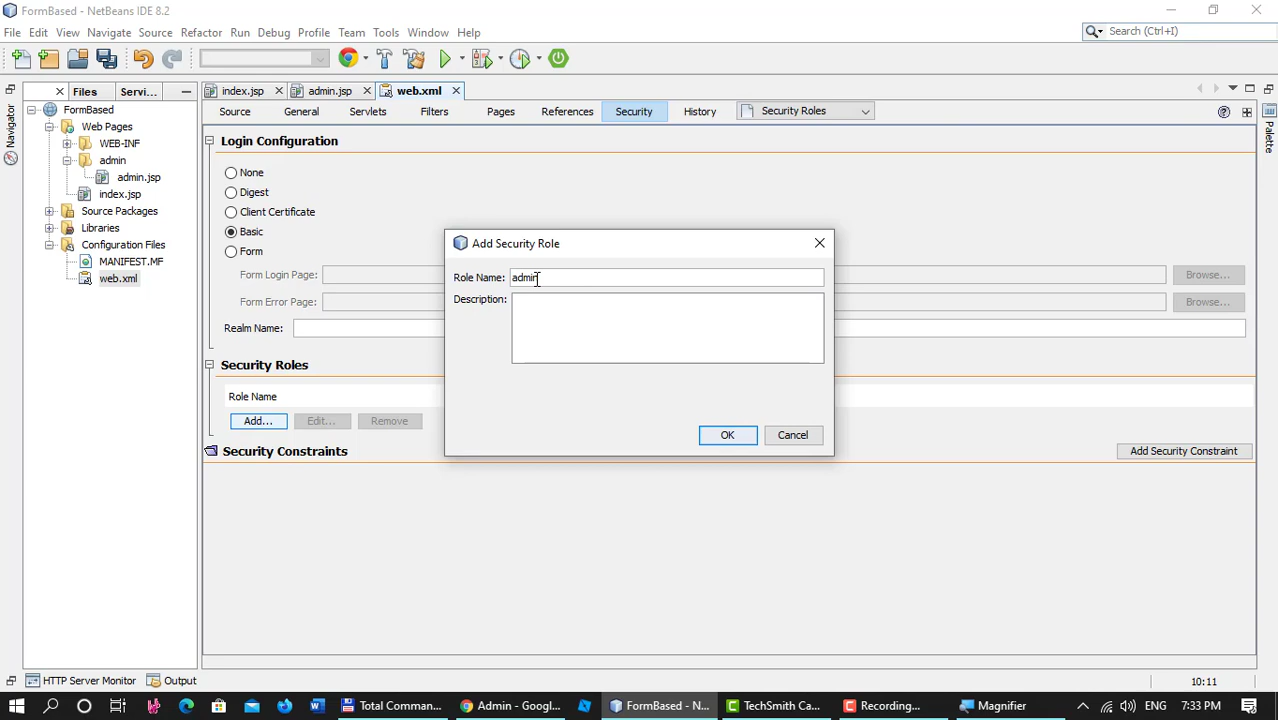 FormBased - NetBeans IDE 8.2
File Edit View Navigate Source Refactor Run Debug Profile Team Tools Window Help
Search (Ctrl+I)
Files Servi...
index.jsp admin.jsp web.xml
Navigator
Palette
FormBased
Web Pages
WEB-INF
admin
admin.jsp
index.jsp
Source Packages
Libraries
Configuration Files
MANIFEST.MF
web.xml
Source General Servlets Filters Pages References Security History Security Roles
Login Configuration
None
Digest
Client Certificate
Basic
Form
Form Login Page: Browse...
Form Error Page: Browse...
Realm Name:
Security Roles
Role Name
Add... Edit... Remove
Security Constraints Add Security Constraint
Add Security Role
Role Name: admin
Description:
OK Cancel
HTTP Server Monitor Output
10:11
Total Comman... Admin - Googl... FormBased - N... TechSmith Ca... Recording... Magnifier ENG 7:33 PM